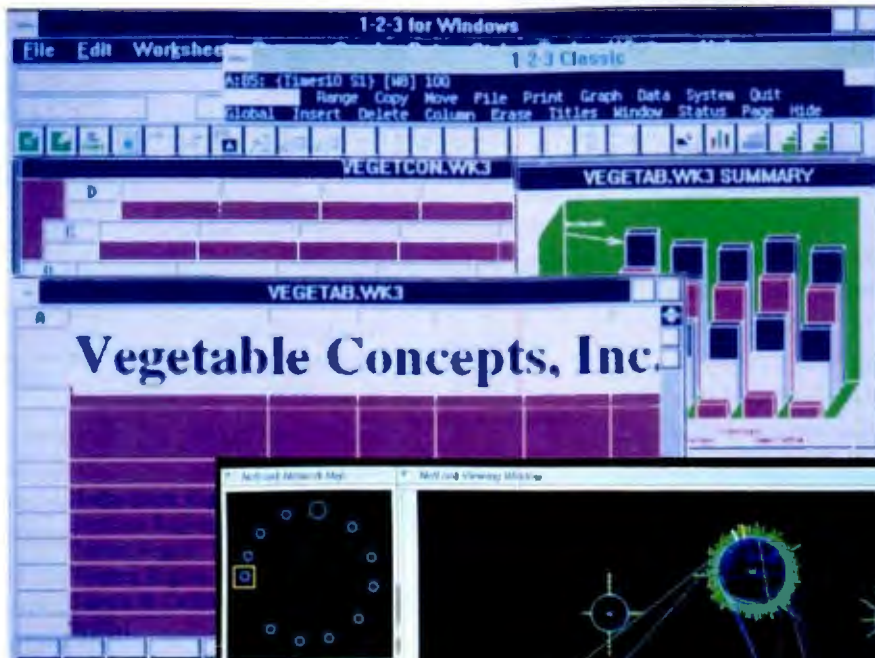 1-2-3 for Windows
File Edit Workshee
1-2-3 Classic
A:B5: {Times10 S1} [W8] 100
Range Copy Move File Print Graph Data System Quit
Global Insert Delete Column Erase Titles Window Status Page Hide
VEGETCON.WK3
VEGETAB.WK3 SUMMARY
D
C
VEGETAB.WK3
A
Vegetable Concepts, Inc.
Viewing Window